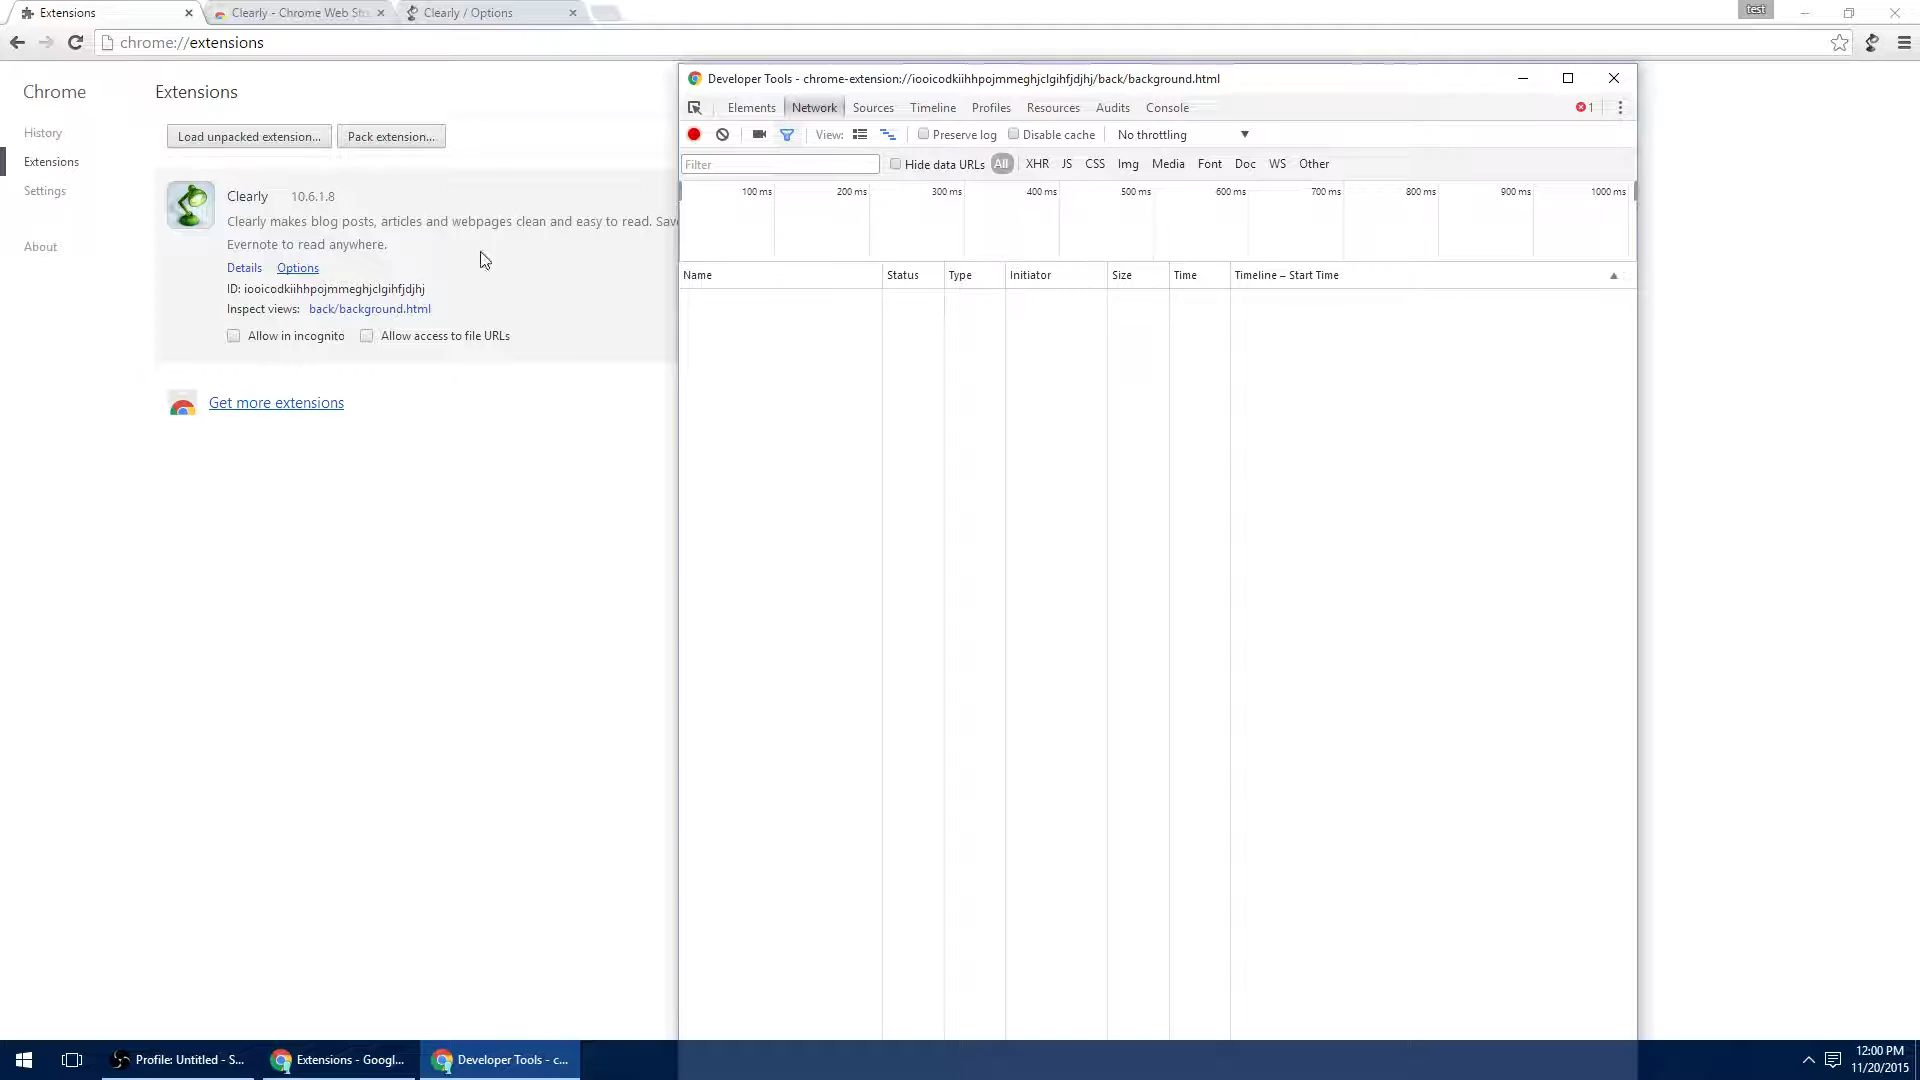 Extensions
Clearly - Chrome Web St
Clearly / Options
test
chrome://extensions
Chrome
Extensions
History
Extensions
Settings
About
Load unpacked extension...
Pack extension...
Clearly 10.6.1.8
Clearly makes blog posts, articles and webpages clean and easy to read. Sav
Evernote to read anywhere.
Details Options
ID: iooicodkiihhpojmmeghjclgihfjdjhj
Inspect views: back/background.html
Allow in incognito Allow access to file URLs
Get more extensions
Developer Tools - chrome-extension://iooicodkiihhpojmmeghjclgihfjdjhj/back/background.html
Elements Network Sources Timeline Profiles Resources Audits Console 1
View: Preserve log Disable cache No throttling
Filter Hide data URLs All XHR JS CSS Img Media Font Doc WS Other
100 ms 200 ms 300 ms 400 ms 500 ms 600 ms 700 ms 800 ms 900 ms 1000 ms
Name Status Type Initiator Size Time Timeline – Start Time
Profile: Untitled - S...
Extensions - Googl...
Developer Tools - c...
12:00 PM
11/20/2015